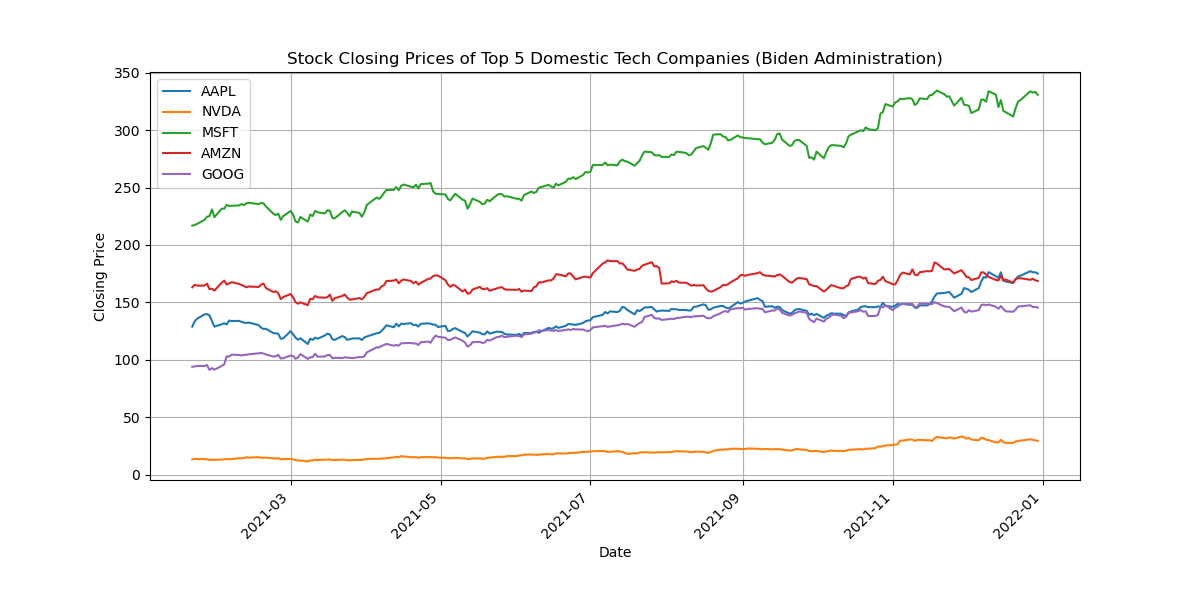 Stock Closing Prices of Top 5 Domestic Tech Companies (Biden Administration)
350
300
250
200
150
100
50
0
Closing Price
AAPL
NVDA
MSFT
AMZN
GOOG
2021-03
2021-05
2021-07
2021-09
2021-11
2022-01
Date